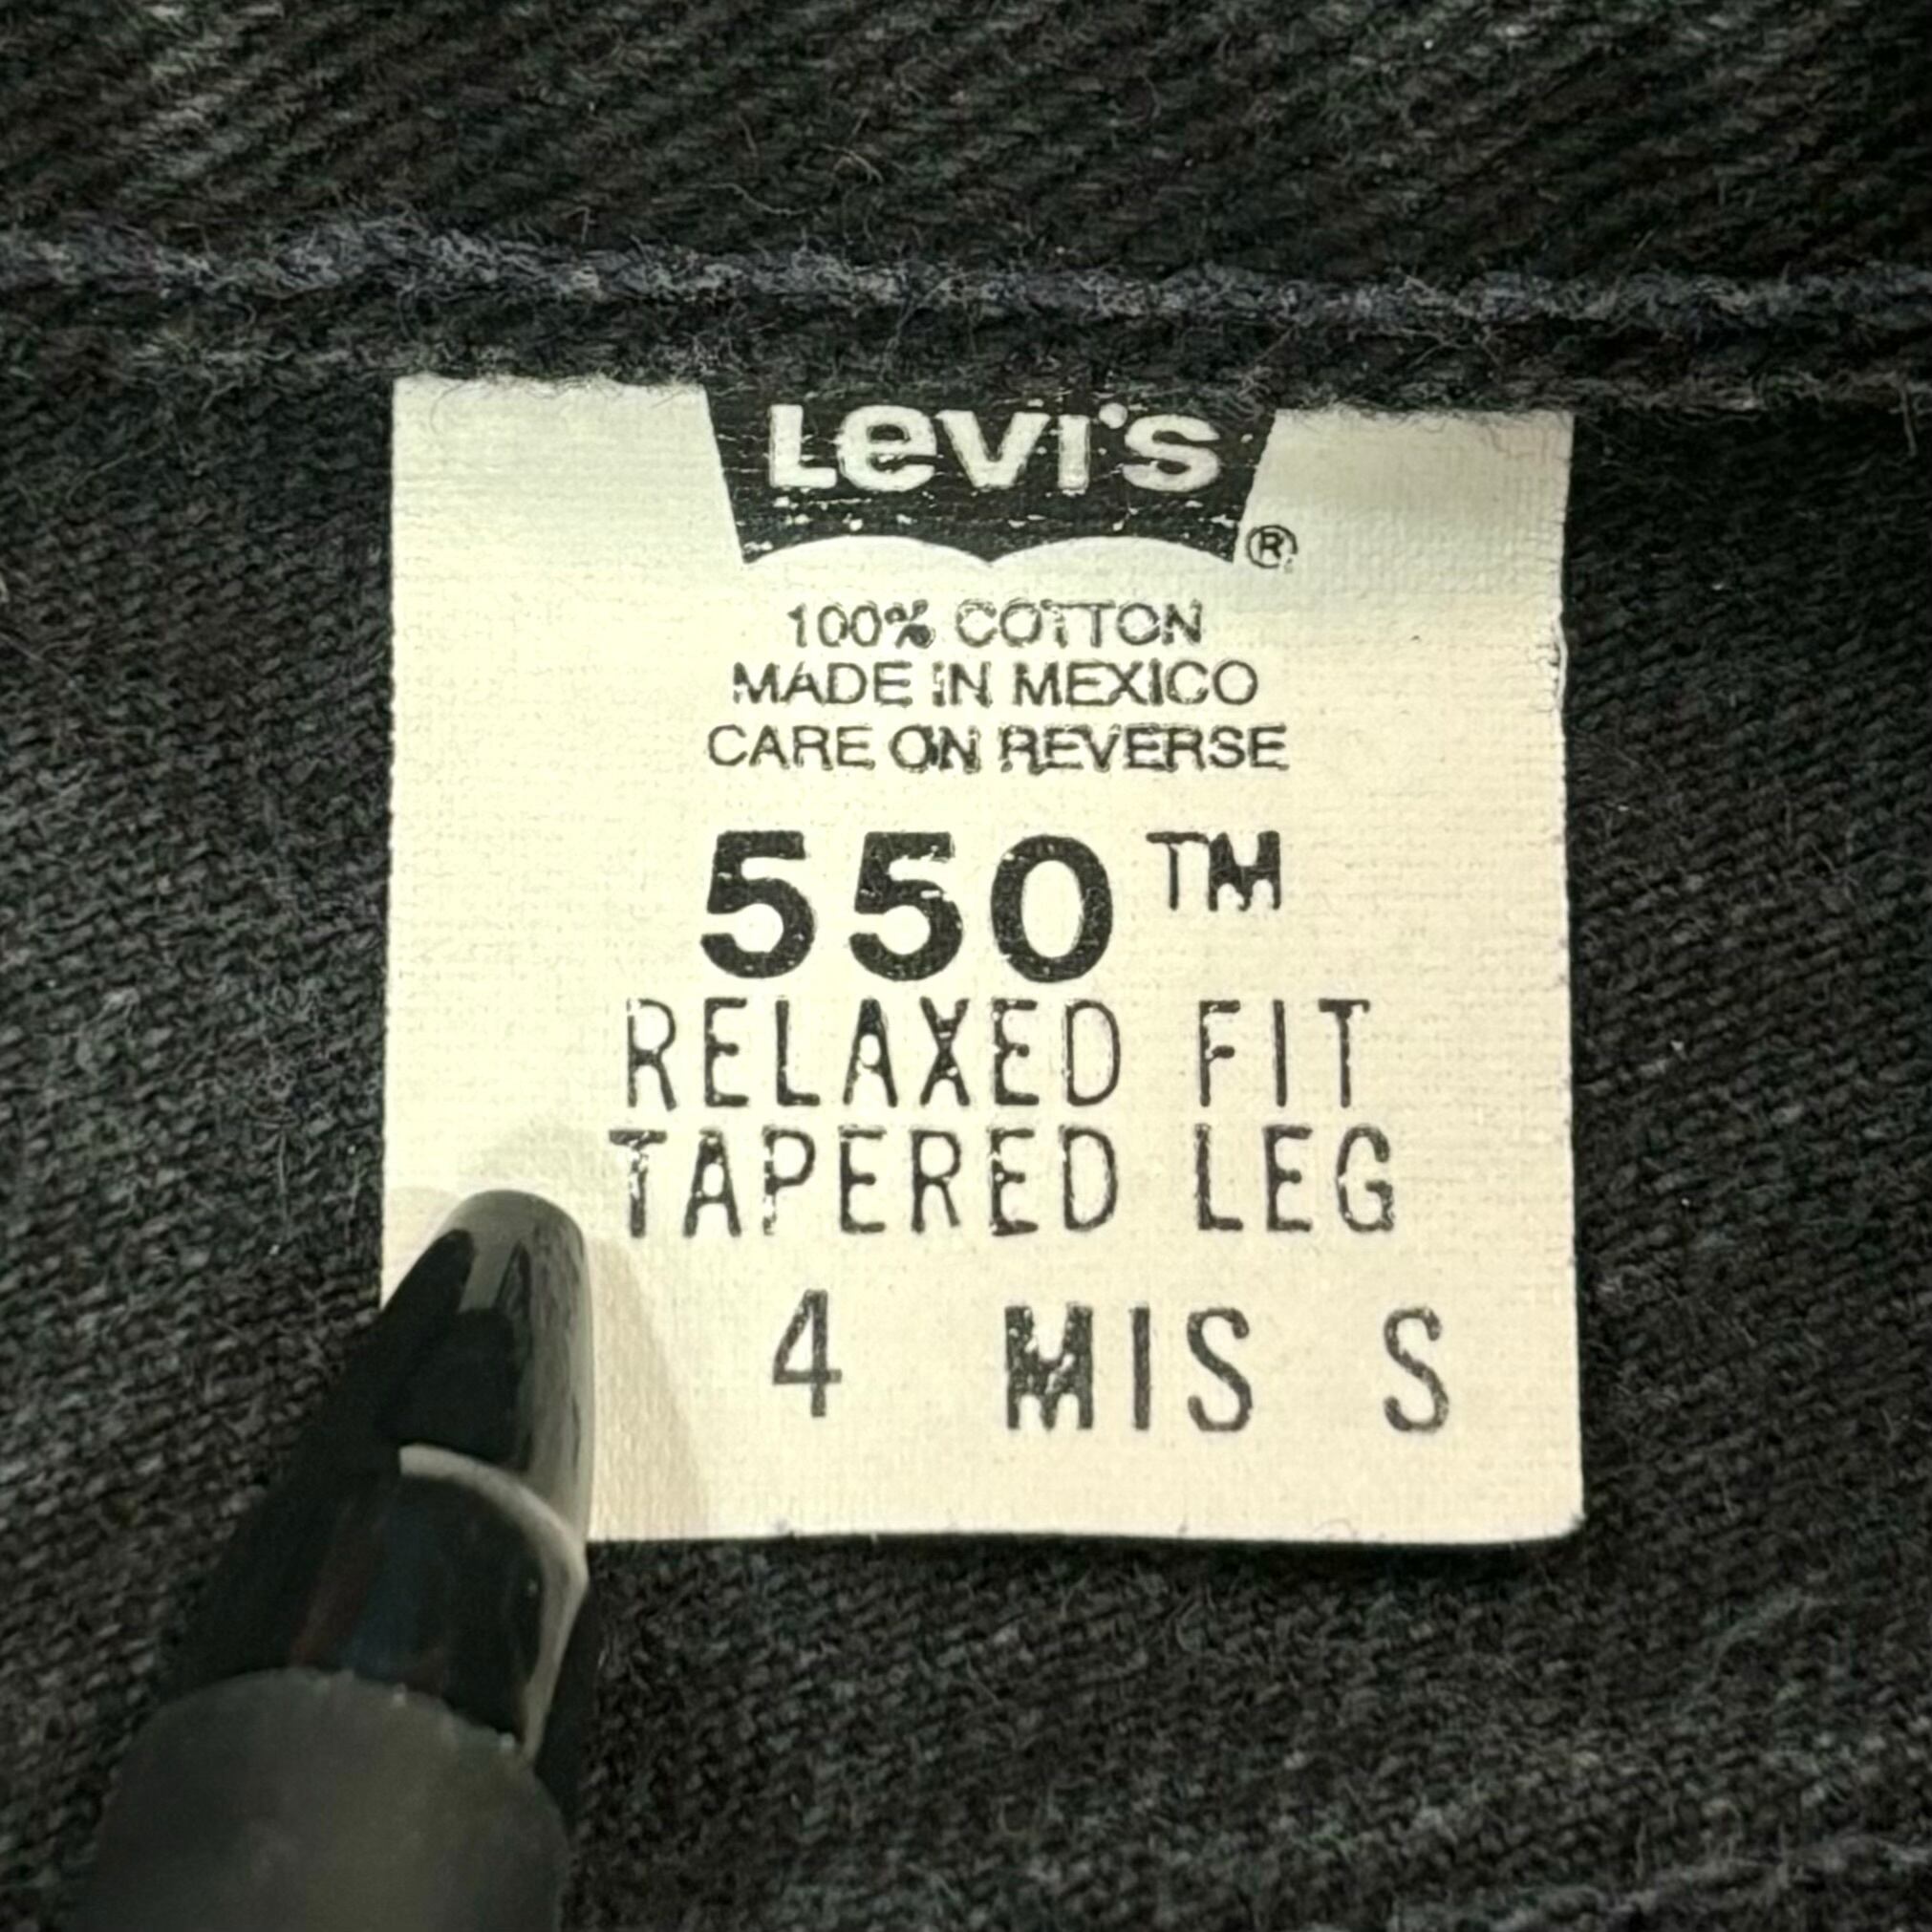 Levi's®
100% COTTON
MADE IN MEXICO
CARE ON REVERSE
550™
RELAXED FIT
TAPERED LEG
4 MIS S